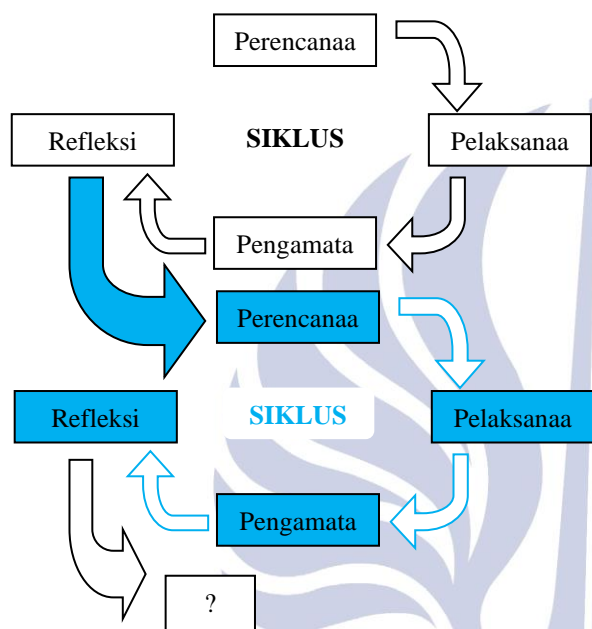 Perencanaa
Refleksi
SIKLUS
Pelaksanaa
Pengamata
Perencanaa
Refleksi
SIKLUS
Pelaksanaa
Pengamata
?